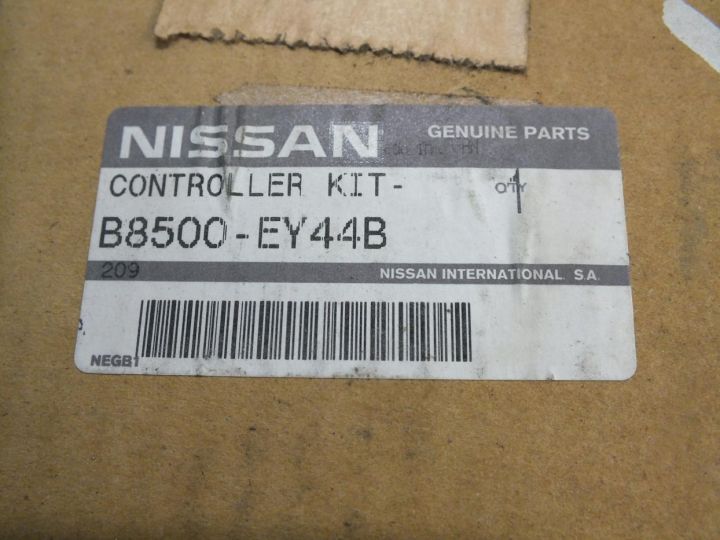 NISSAN GENUINE PARTS
CONTROLLER KIT- Q'TY 1
B8500-EY44B
209 NISSAN INTERNATIONAL S.A.
NEGB1